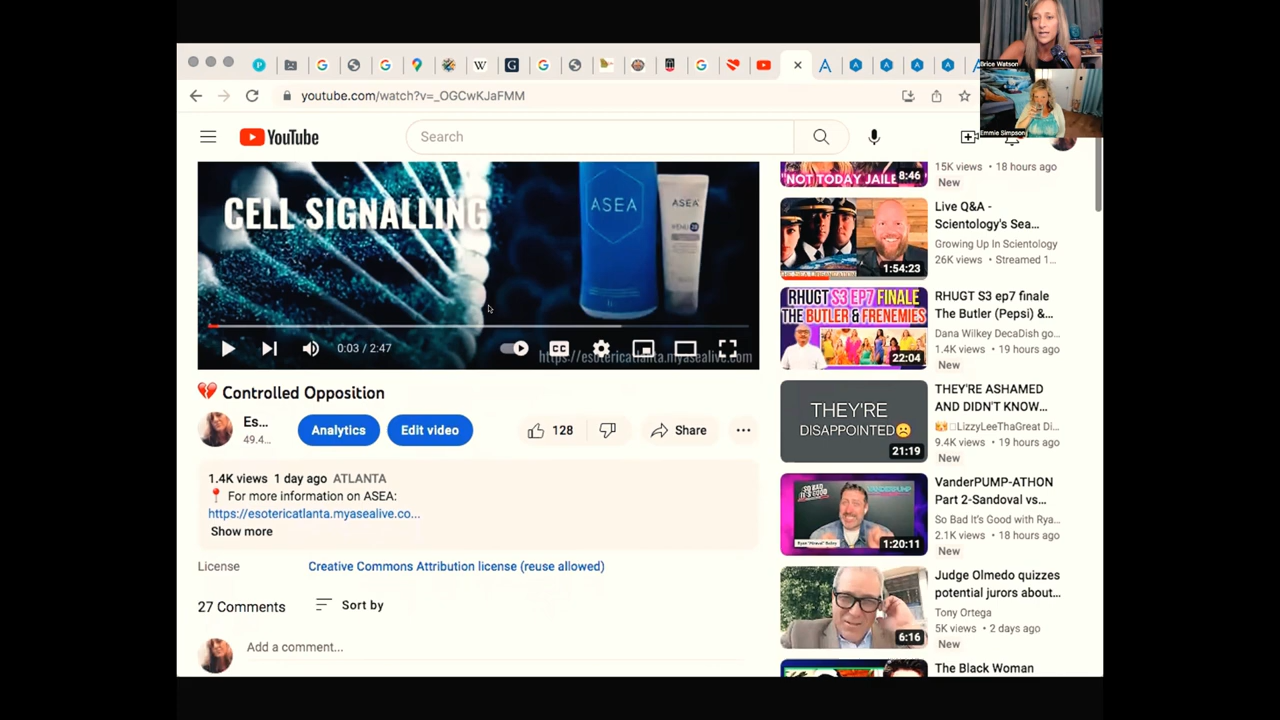 Brice Watson
Emmie Simpson
youtube.com/watch?v=_OGCwKJaFMM
YouTube
Search
CELL SIGNALLING
ASEA
ASEA
RENU 28
0:03 / 2:47
CC
https://esotericatlanta.myasealive.com
💔 Controlled Opposition
Es...
49.4...
Analytics
Edit video
128
Share
1.4K views 1 day ago ATLANTA
📍 For more information on ASEA:
https://esotericatlanta.myasealive.co...
Show more
License
Creative Commons Attribution license (reuse allowed)
27 Comments
Sort by
Add a comment...
"NOT TODAY JAILE
8:46
15K views • 18 hours ago
New
1:54:23
Live Q&A -
Scientology's Sea...
Growing Up In Scientology
26K views • Streamed 1...
RHUGT S3 EP7 FINALE
THE BUTLER & FRENEMIES
22:04
RHUGT S3 ep7 finale
The Butler (Pepsi) &...
Dana Wilkey DecaDish go...
1.4K views • 19 hours ago
New
THEY'RE
DISAPPOINTED☹️
21:19
THEY'RE ASHAMED
AND DIDN'T KNOW...
LizzyLeeThaGreat Di...
9.4K views • 19 hours ago
New
SO BAD
IT'S GOOD
1:20:11
VanderPUMP-ATHON
Part 2-Sandoval vs...
So Bad It's Good with Rya...
2.1K views • 18 hours ago
New
6:16
Judge Olmedo quizzes
potential jurors about...
Tony Ortega
5K views • 2 days ago
New
The Black Woman